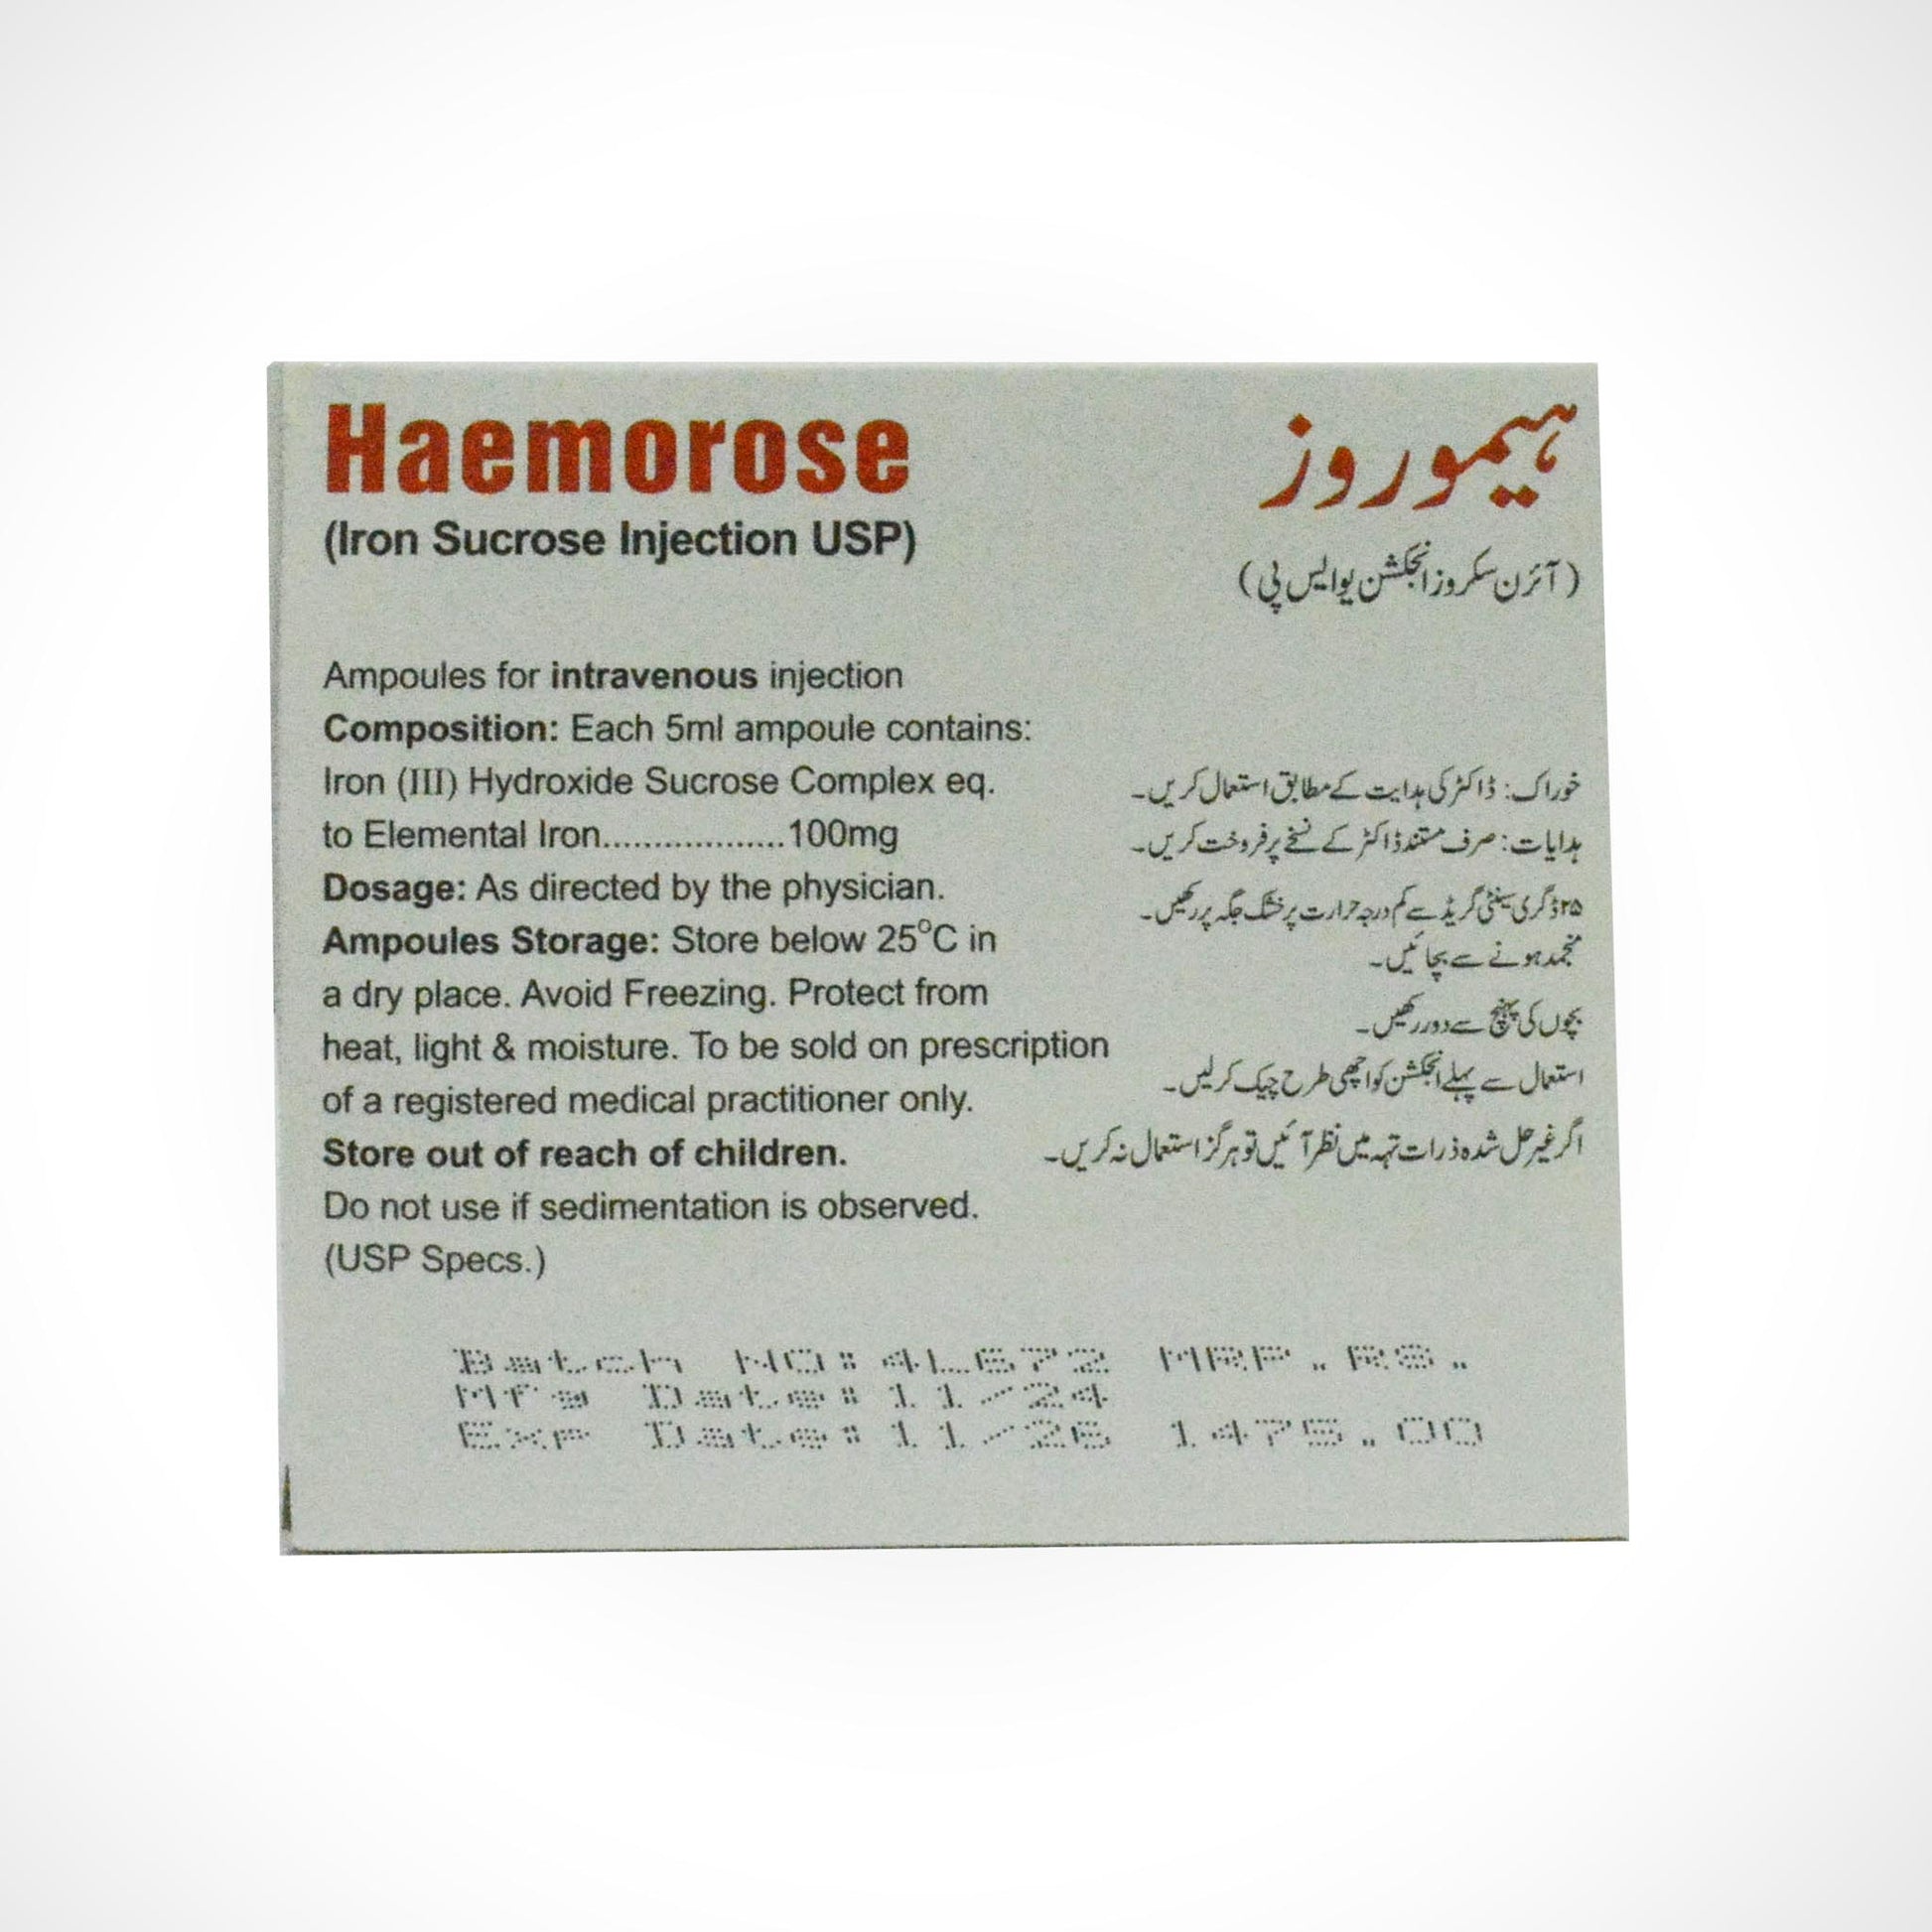 Haemorose
(Iron Sucrose Injection USP)
Ampoules for intravenous injection
Composition: Each 5ml ampoule contains:
Iron (III) Hydroxide Sucrose Complex eq.
to Elemental Iron..................100mg
Dosage: As directed by the physician.
Ampoules Storage: Store below 25°C in
a dry place. Avoid Freezing. Protect from
heat, light & moisture. To be sold on prescription
of a registered medical practitioner only.
Store out of reach of children.
Do not use if sedimentation is observed.
(USP Specs.)
ہیموروز
(آئرن سکروز انجکشن یو ایس پی)
خوراک: ڈاکٹر کی ہدایت کے مطابق استعمال کریں۔
ہدایات: صرف مستند ڈاکٹر کے نسخے پر فروخت کریں۔
۲۵ ڈگری سینٹی گریڈ سے کم درجہ حرارت پر خشک جگہ پر رکھیں۔
منجمد ہونے سے بچائیں۔
بچوں کی پہنچ سے دور رکھیں۔
استعمال سے پہلے انجکشن کو اچھی طرح چیک کر لیں۔
اگر غیر حل شدہ ذرات تہہ میں نظر آئیں تو ہرگز استعمال نہ کریں۔
Batch NO:4L672 MRP.RS.
Mfg Date:11/24
Exp Date:11/26 1475.00